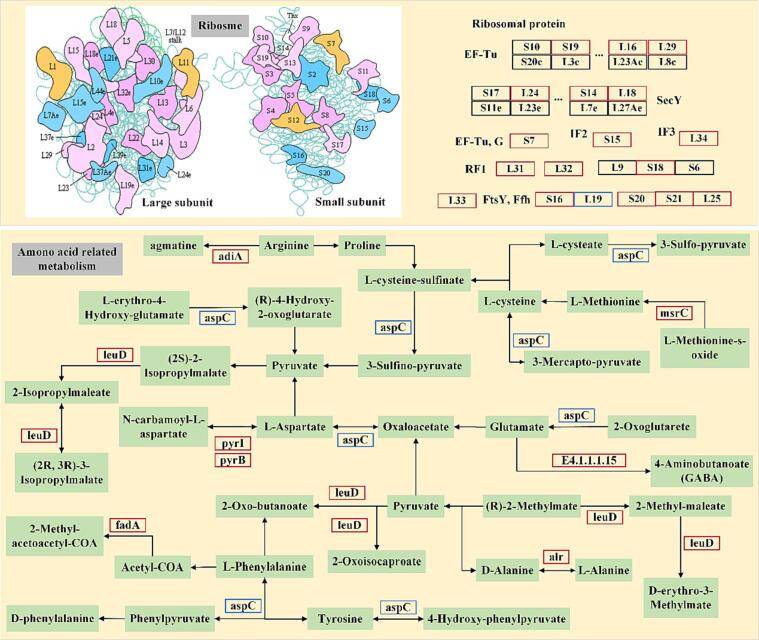 Ribosme
L18
L5
L3/L12
stalk
L15
L18e
L21e
L30
L11
L1
L10e
L44e
L32e
L13
L15e
L24
L4e
L6
L7Ae
L37e
L2
L22
L14
L3
L29
L39e
L23
L37Ae
L31e
L24e
L19e
Large subunit
Thx
S9
S10
S14
S7
S19
S13
S3
S2
S11
S5
S18
S6
S4
S12
S8
S15
S17
S16
S20
Small subunit
Ribosomal protein
EF-Tu
S10 S19 ... L16 L29
S20e L3e L23Ae L8e
S17 L24 ... S14 L18 SecY
S11e L23e L7e L27Ae
EF-Tu, G S7 IF2 S15 IF3 L34
RF1 L31 L32 L9 S18 S6
L33 FtsY, Ffh S16 L19 S20 S21 L25
Amono acid related
metabolism
agmatine
adiA
Arginine
Proline
L-cysteate
aspC
3-Sulfo-pyruvate
L-cysteine-sulfinate
L-erythro-4-
Hydroxy-glutamate
aspC
(R)-4-Hydroxy-
2-oxoglutarate
L-cysteine
L-Methionine
msrC
L-Methionine-s-
oxide
aspC
aspC
3-Mercapto-pyruvate
leuD
(2S)-2-
Isopropylmalate
Pyruvate
3-Sulfino-pyruvate
2-Isopropylmaleate
N-carbamoyl-L-
aspartate
pyrI
pyrB
L-Aspartate
aspC
Oxaloacetate
Glutamate
aspC
2-Oxoglutarete
leuD
(2R, 3R)-3-
Isopropylmalate
E4.1.1.1.15
4-Aminobutanoate
(GABA)
2-Oxo-butanoate
leuD
leuD
Pyruvate
(R)-2-Methylmate
leuD
2-Methyl-maleate
2-Methyl-
acetoacetyl-COA
fadA
Acetyl-COA
L-Phenylalanine
2-Oxoisocaproate
D-Alanine
alr
L-Alanine
leuD
D-erythro-3-
Methylmate
D-phenylalanine
Phenylpyruvate
aspC
Tyrosine
aspC
4-Hydroxy-phenylpyruvate